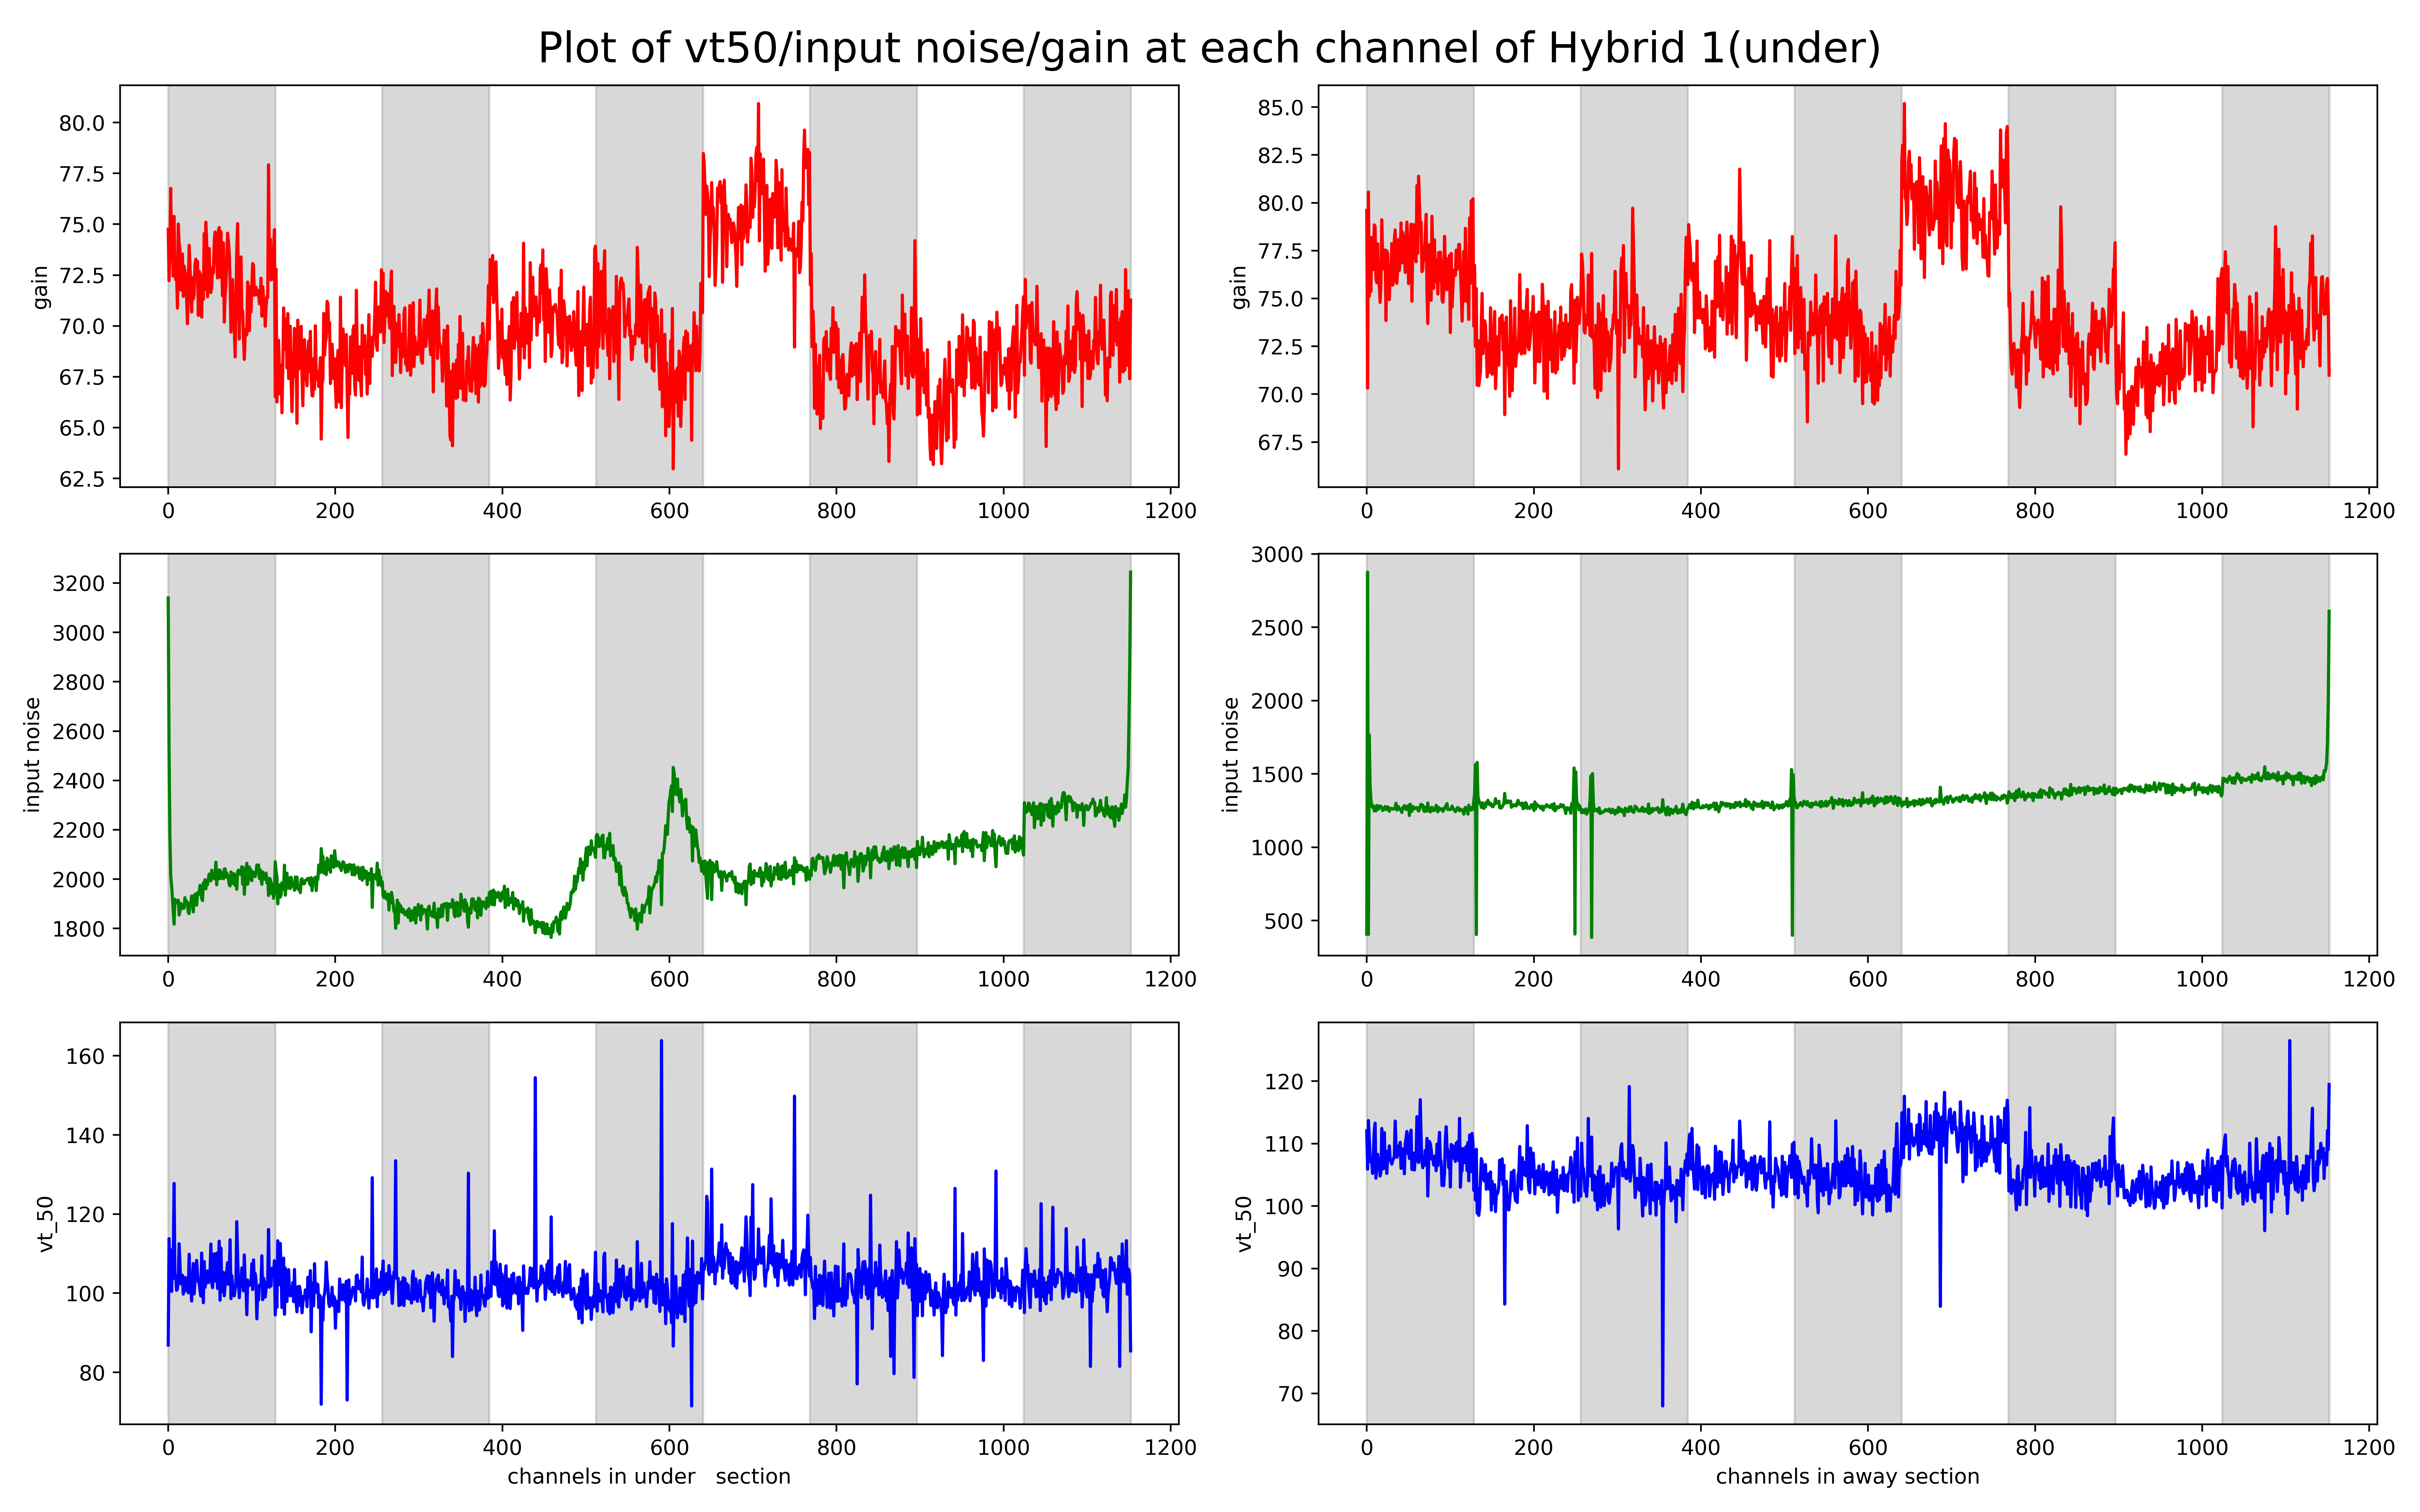 Plot of vt50/input noise/gain at each channel of Hybrid 1(under)
gain
80.0
77.5
75.0
72.5
70.0
67.5
65.0
62.5
0 200 400 600 800 1000 1200
gain
85.0
82.5
80.0
77.5
75.0
72.5
70.0
67.5
0 200 400 600 800 1000 1200
input noise
3200
3000
2800
2600
2400
2200
2000
1800
0 200 400 600 800 1000 1200
input noise
3000
2500
2000
1500
1000
500
0 200 400 600 800 1000 1200
vt_50
160
140
120
100
80
0 200 400 600 800 1000 1200
channels in under   section
vt_50
120
110
100
90
80
70
0 200 400 600 800 1000 1200
channels in away section